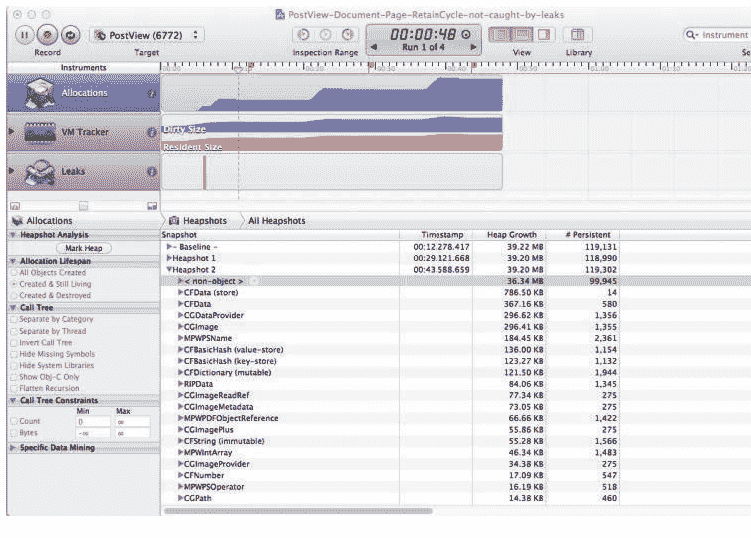 PostView-Document-Page-RetainCycle-not-caught-by-leaks
PostView (6772)
00:00:48
Run 1 of 4
Instrument
Record
Target
Inspection Range
View
Library
Instruments
Allocations
VM Tracker
Dirty Size
Resident Size
Leaks
Allocations
Heapshots
All Heapshots
Heapshot Analysis
Mark Heap
Allocation Lifespan
All Objects Created
Created & Still Living
Created & Destroyed
Call Tree
Separate by Category
Separate by Thread
Invert Call Tree
Hide Missing Symbols
Hide System Libraries
Show Obj-C Only
Flatten Recursion
Call Tree Constraints
Min Max
Count 0 ∞
Bytes -∞ ∞
Specific Data Mining
Snapshot Timestamp Heap Growth # Persistent
- Baseline - 00:12.278.417 39.22 MB 119,131
Heapshot 1 00:29.121.668 39.20 MB 118,990
Heapshot 2 00:43.588.659 39.20 MB 119,302
< non-object > 36.34 MB 99,945
CFData (store) 786.50 KB 14
CFData 367.16 KB 580
CGDataProvider 296.62 KB 1,356
CGImage 296.41 KB 1,355
MPWPSName 184.45 KB 2,361
CFBasicHash (value-store) 136.00 KB 1,154
CFBasicHash (key-store) 123.27 KB 1,132
CFDictionary (mutable) 121.50 KB 1,944
RIPData 84.06 KB 1,345
CGImageReadRef 77.34 KB 275
CGImageMetadata 73.05 KB 275
MPWPDFObjectReference 66.66 KB 1,422
CGImagePlus 55.86 KB 275
CFString (immutable) 55.28 KB 1,566
MPWIntArray 46.34 KB 1,483
CGImageProvider 34.38 KB 275
CFNumber 17.09 KB 547
MPWPSOperator 16.19 KB 518
CGPath 14.38 KB 460